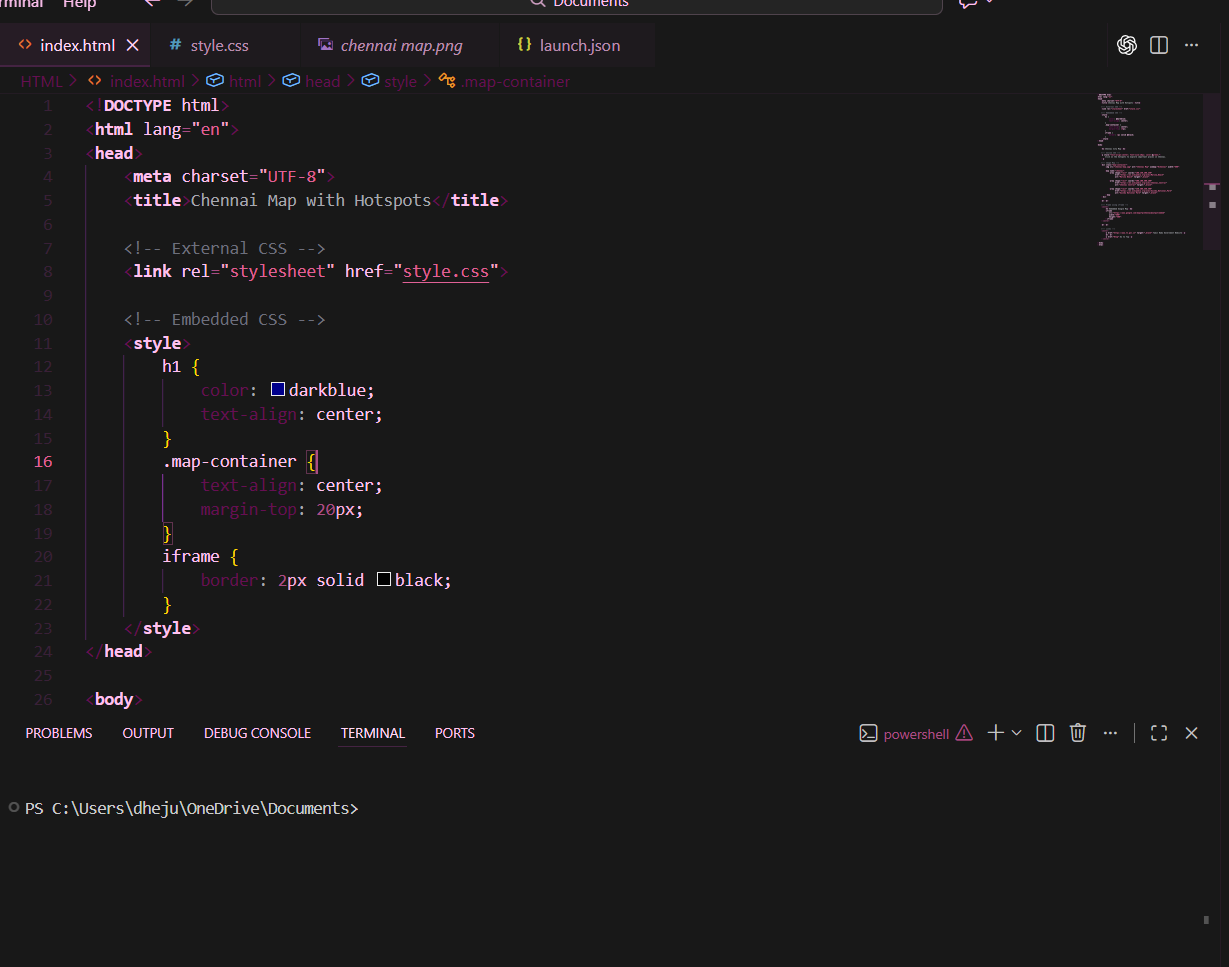 rminal Help Documents
index.html style.css chennai map.png launch.json
HTML > index.html > html > head > style > .map-container
1 <!DOCTYPE html>
2 <html lang="en">
3 <head>
4 <meta charset="UTF-8">
5 <title>Chennai Map with Hotspots</title>
6
7 <!-- External CSS -->
8 <link rel="stylesheet" href="style.css">
9
10 <!-- Embedded CSS -->
11 <style>
12 h1 {
13 color: darkblue;
14 text-align: center;
15 }
16 .map-container {
17 text-align: center;
18 margin-top: 20px;
19 }
20 iframe {
21 border: 2px solid black;
22 }
23 </style>
24 </head>
25
26 <body>
PROBLEMS OUTPUT DEBUG CONSOLE TERMINAL PORTS powershell
PS C:\Users\dheju\OneDrive\Documents>